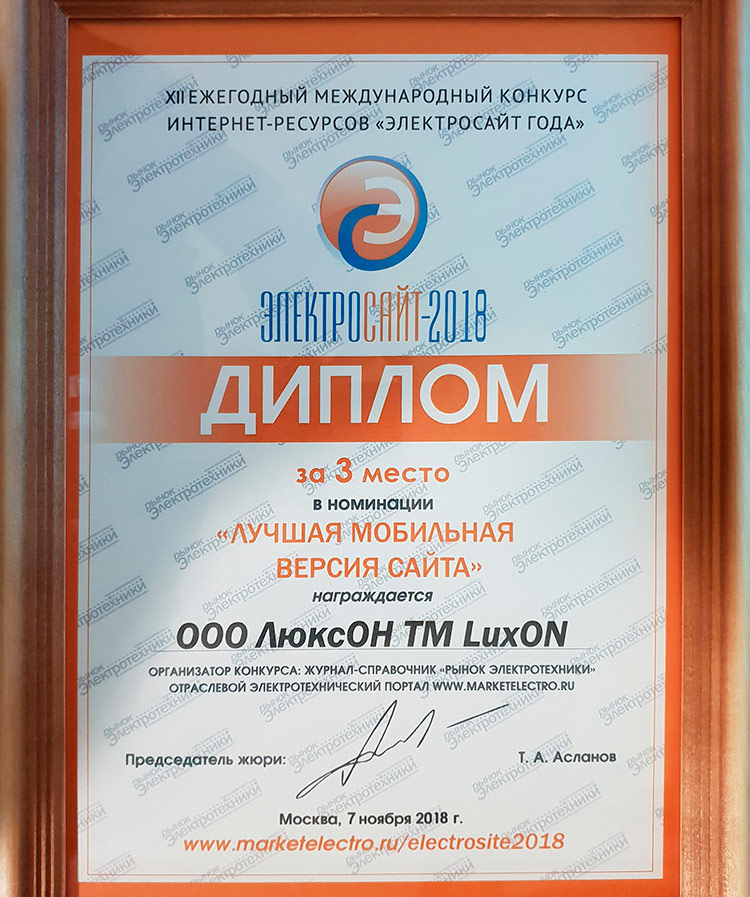 XII ЕЖЕГОДНЫЙ МЕЖДУНАРОДНЫЙ КОНКУРС
ИНТЕРНЕТ-РЕСУРСОВ «ЭЛЕКТРОСАЙТ ГОДА»
Э
ЭЛЕКТРОСАЙТ-2018
ДИПЛОМ
за 3 место
в номинации
«ЛУЧШАЯ МОБИЛЬНАЯ
ВЕРСИЯ САЙТА»
награждается
ООО ЛюксОН ТМ LuxON
ОРГАНИЗАТОР КОНКУРСА: ЖУРНАЛ-СПРАВОЧНИК «РЫНОК ЭЛЕКТРОТЕХНИКИ»
ОТРАСЛЕВОЙ ЭЛЕКТРОТЕХНИЧЕСКИЙ ПОРТАЛ WWW.MARKETELECTRO.RU
Председатель жюри: Т. А. Асланов
Москва, 7 ноября 2018 г.
www.marketelectro.ru/electrosite2018